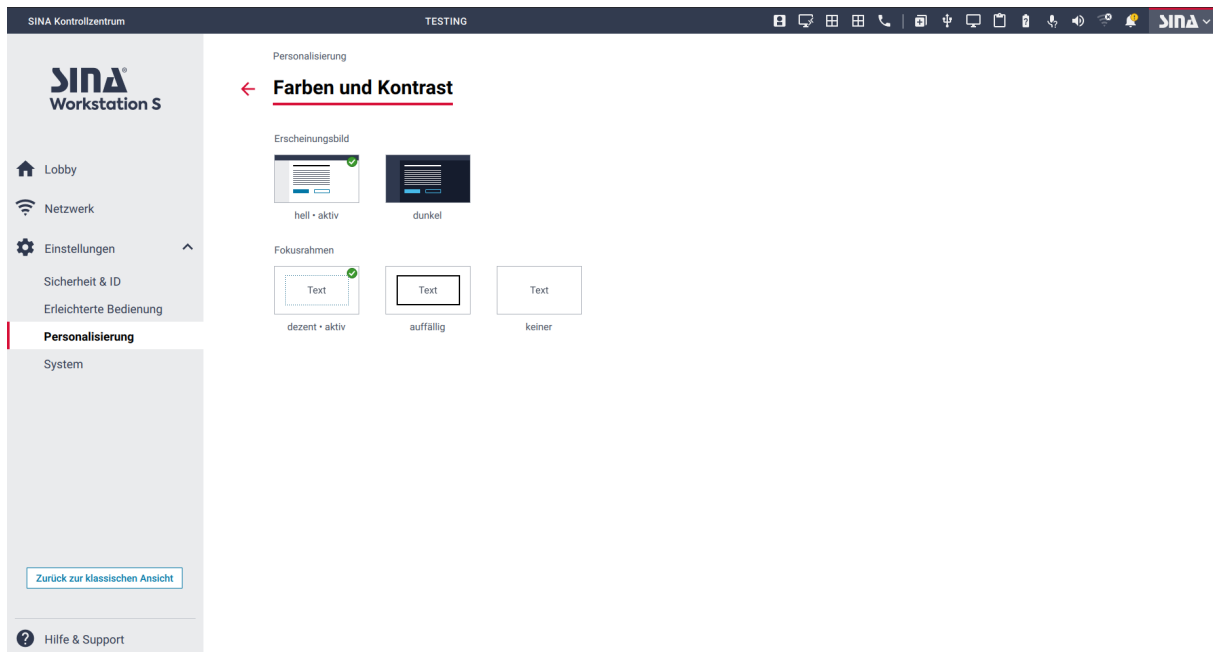 SINA Kontrollzentrum
TESTING
SINA
SINA
Workstation S
Lobby
Netzwerk
Einstellungen
Sicherheit & ID
Erleichterte Bedienung
Personalisierung
System
Zurück zur klassischen Ansicht
Hilfe & Support
Personalisierung
Farben und Kontrast
Erscheinungsbild
hell • aktiv
dunkel
Fokusrahmen
Text
Text
Text
dezent • aktiv
auffällig
keiner